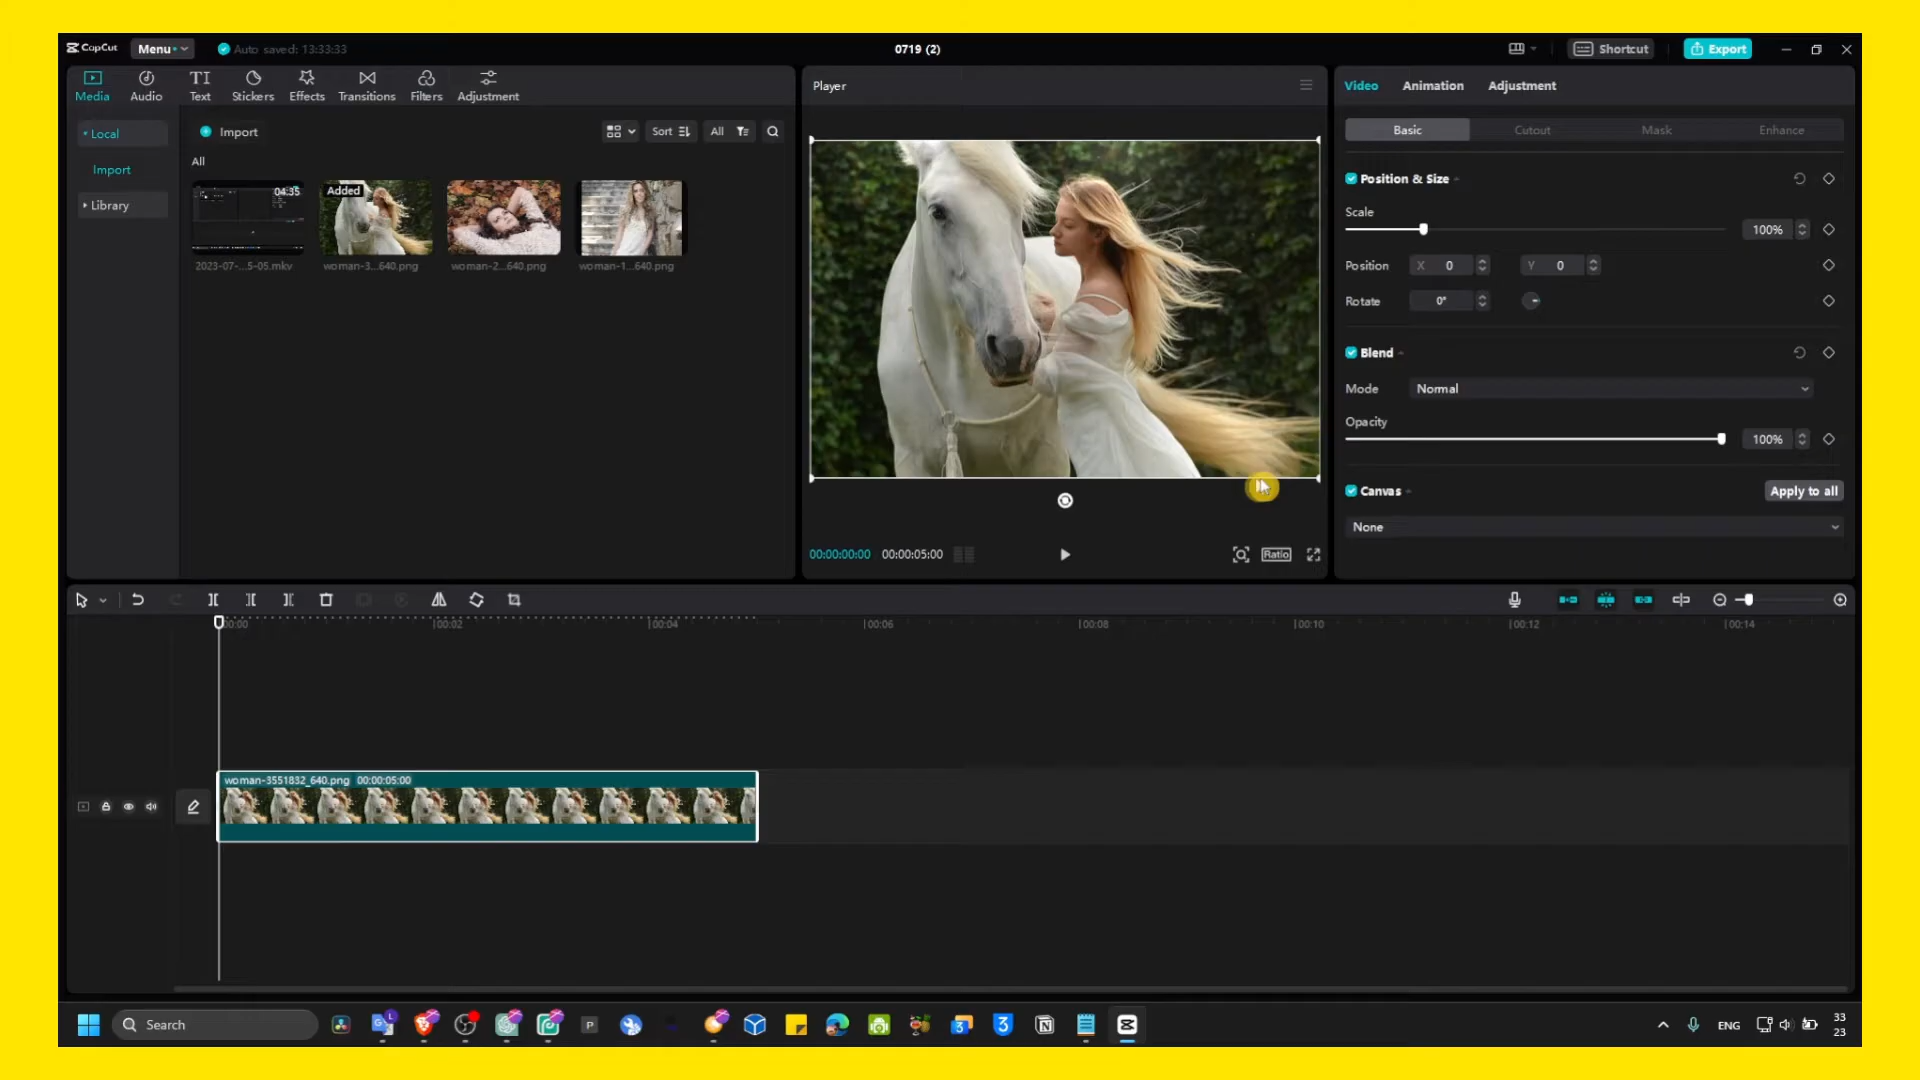 CapCut
Menu
Auto saved: 13:33:33
0719 (2)
Shortcut
Export
Media
Audio
TI
Text
Stickers
Effects
Transitions
Filters
Adjustment
Local
Import
Library
Import
Sort
All
All
04:35
2023-07-...5-05.mkv
Added
woman-3...640.png
woman-2...640.png
woman-1...640.png
Player
00:00:00:00
00:00:05:00
Ratio
Video
Animation
Adjustment
Basic
Cutout
Mask
Enhance
Position & Size
Scale
100%
Position
X 0
Y 0
Rotate
0°
Blend
Mode
Normal
Opacity
100%
Canvas
Apply to all
None
00:00
00:02
00:04
00:06
00:08
00:10
00:12
00:14
woman-3551832_640.png 00:00:05:00
Search
ENG
33
23